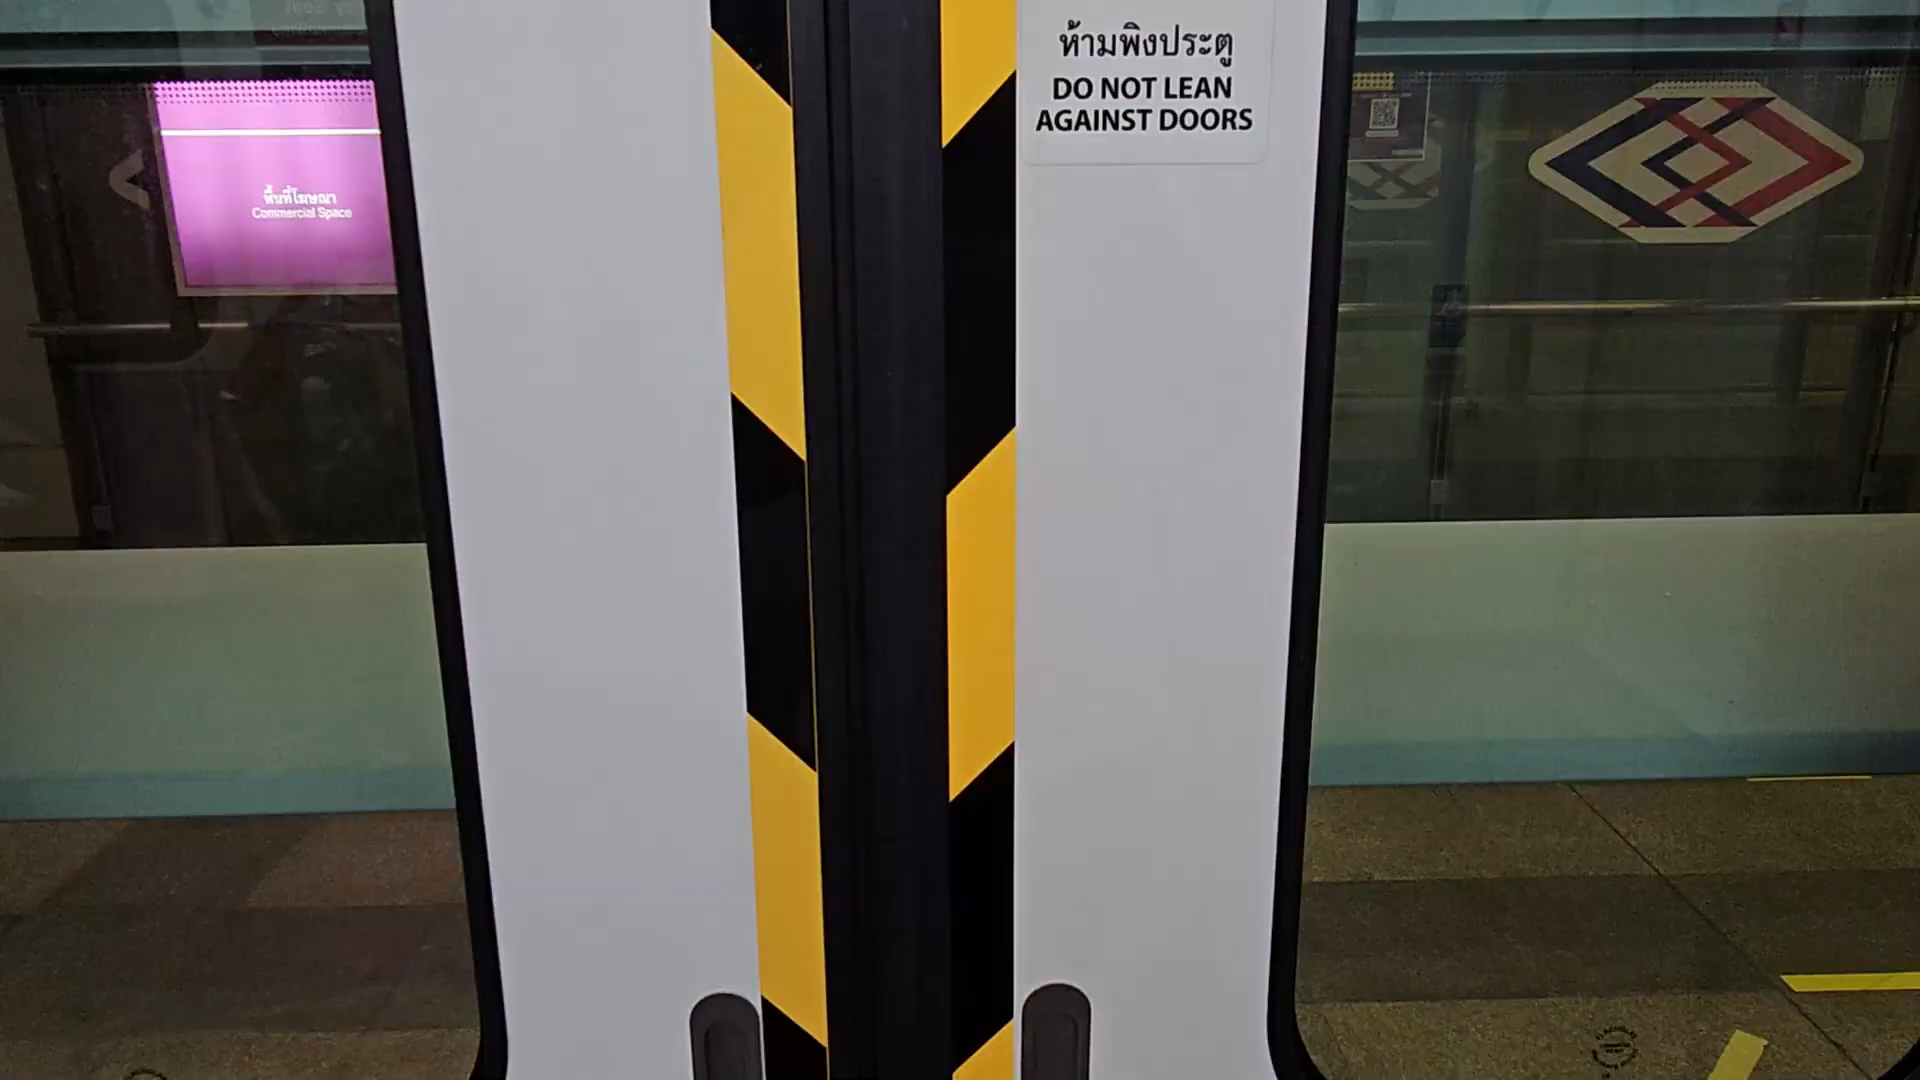 ห้ามพิงประตู
DO NOT LEAN
AGAINST DOORS
พื้นที่โฆษณา
Commercial Space